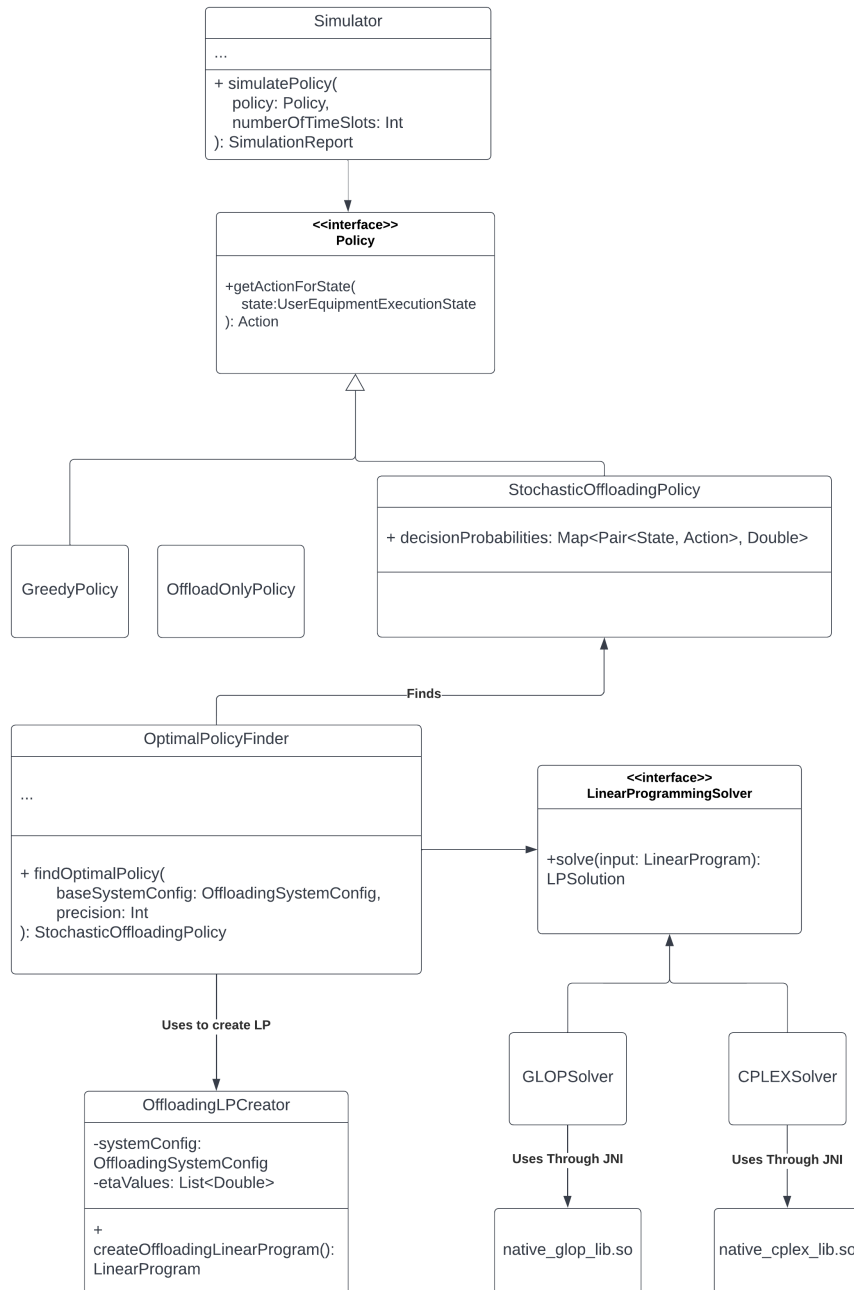 Simulator
...
+ simulatePolicy(
policy: Policy,
numberOfTimeSlots: Int
): SimulationReport
<<interface>>
Policy
+getActionForState(
state:UserEquipmentExecutionState
): Action
StochasticOffloadingPolicy
+ decisionProbabilities: Map<Pair<State, Action>, Double>
GreedyPolicy
OffloadOnlyPolicy
Finds
OptimalPolicyFinder
...
+ findOptimalPolicy(
baseSystemConfig: OffloadingSystemConfig,
precision: Int
): StochasticOffloadingPolicy
<<interface>>
LinearProgrammingSolver
+solve(input: LinearProgram):
LPSolution
Uses to create LP
GLOPSolver
CPLEXSolver
OffloadingLPCreator
-systemConfig:
OffloadingSystemConfig
-etaValues: List<Double>
+
createOffloadingLinearProgram():
LinearProgram
Uses Through JNI
Uses Through JNI
native_glop_lib.so
native_cplex_lib.so